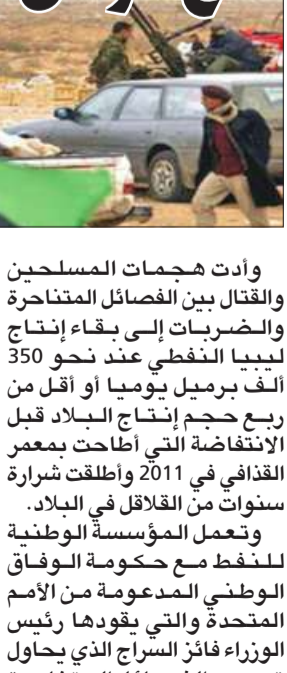 وأدت هجمات المسلحين
والقتال بين الفصائل المتناحرة
والضربات إلى بقاء إنتاج
ليبيا النفطي عند نحو 350
ألف برميل يوميا أو أقل من
ربع حجم إنتاج البلاد قبل
الانتفاضة التي أطاحت بمعمر
القذافي في 2011 وأطلقت شرارة
سنوات من القلاقل في البلاد.
وتعمل المؤسسة الوطنية
للنفط مع حكومة الوفاق
الوطني المدعومة من الأمم
المتحدة والتي يقودها رئيس
الوزراء فائز السراج الذي يحاول